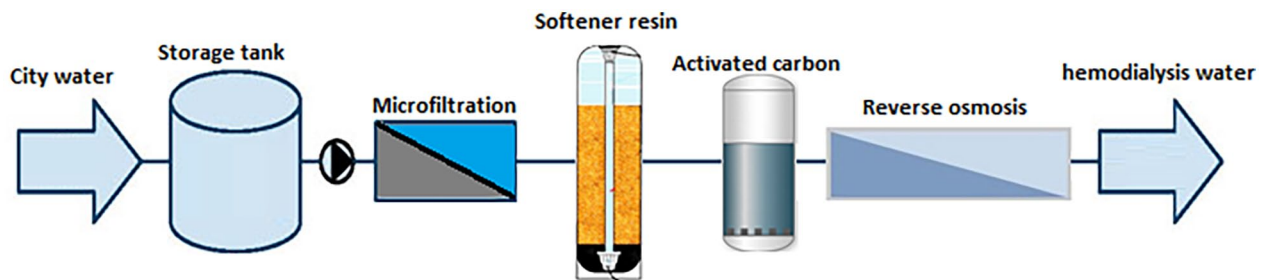 City water
Storage tank
Microfiltration
Softener resin
Activated carbon
Reverse osmosis
hemodialysis water